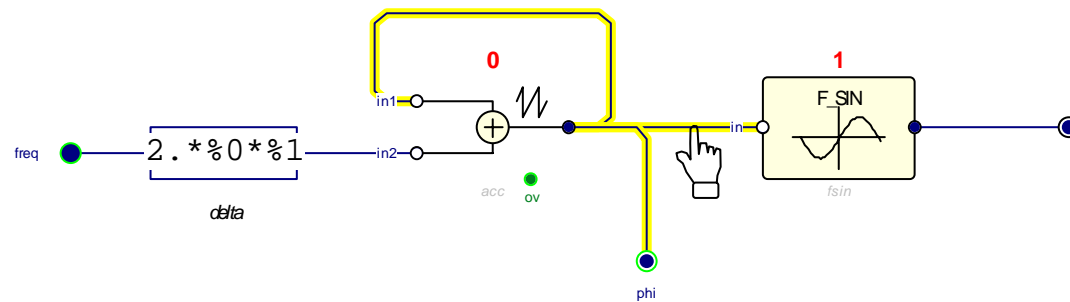 0
1
in1
F_SIN
freq
2.*%0*%1
in2
in
acc
ov
fsin
delta
phi